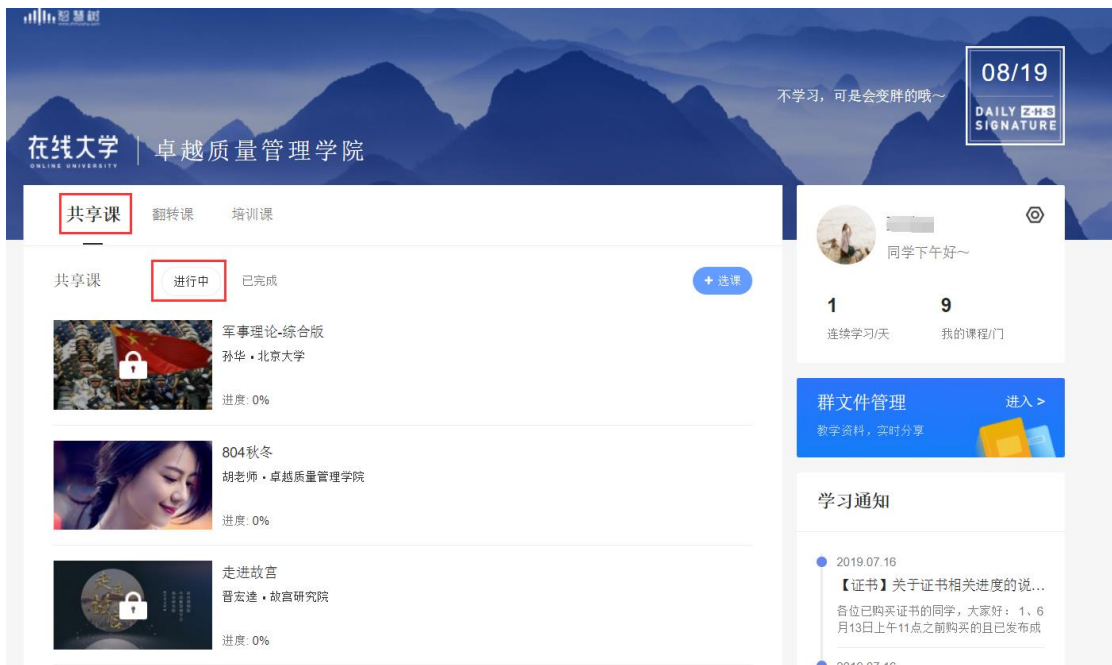 智慧树
不学习，可是会变胖的哦～
08/19
DAILY Z·H·S
SIGNATURE
在线大学
ONLINE UNIVERSITY
卓越质量管理学院
共享课 翻转课 培训课
共享课 进行中 已完成 + 选课
军事理论-综合版
孙华 • 北京大学
进度: 0%
804秋冬
胡老师 • 卓越质量管理学院
进度: 0%
走进故宫
晋宏逵 • 故宫研究院
进度: 0%
同学下午好～
1 9
连续学习/天 我的课程/门
群文件管理 进入 >
教学资料，实时分享
学习通知
2019.07.16
【证书】关于证书相关进度的说...
各位已购买证书的同学，大家好： 1、6
月13日上午11点之前购买的且已发布成
2019.07.16